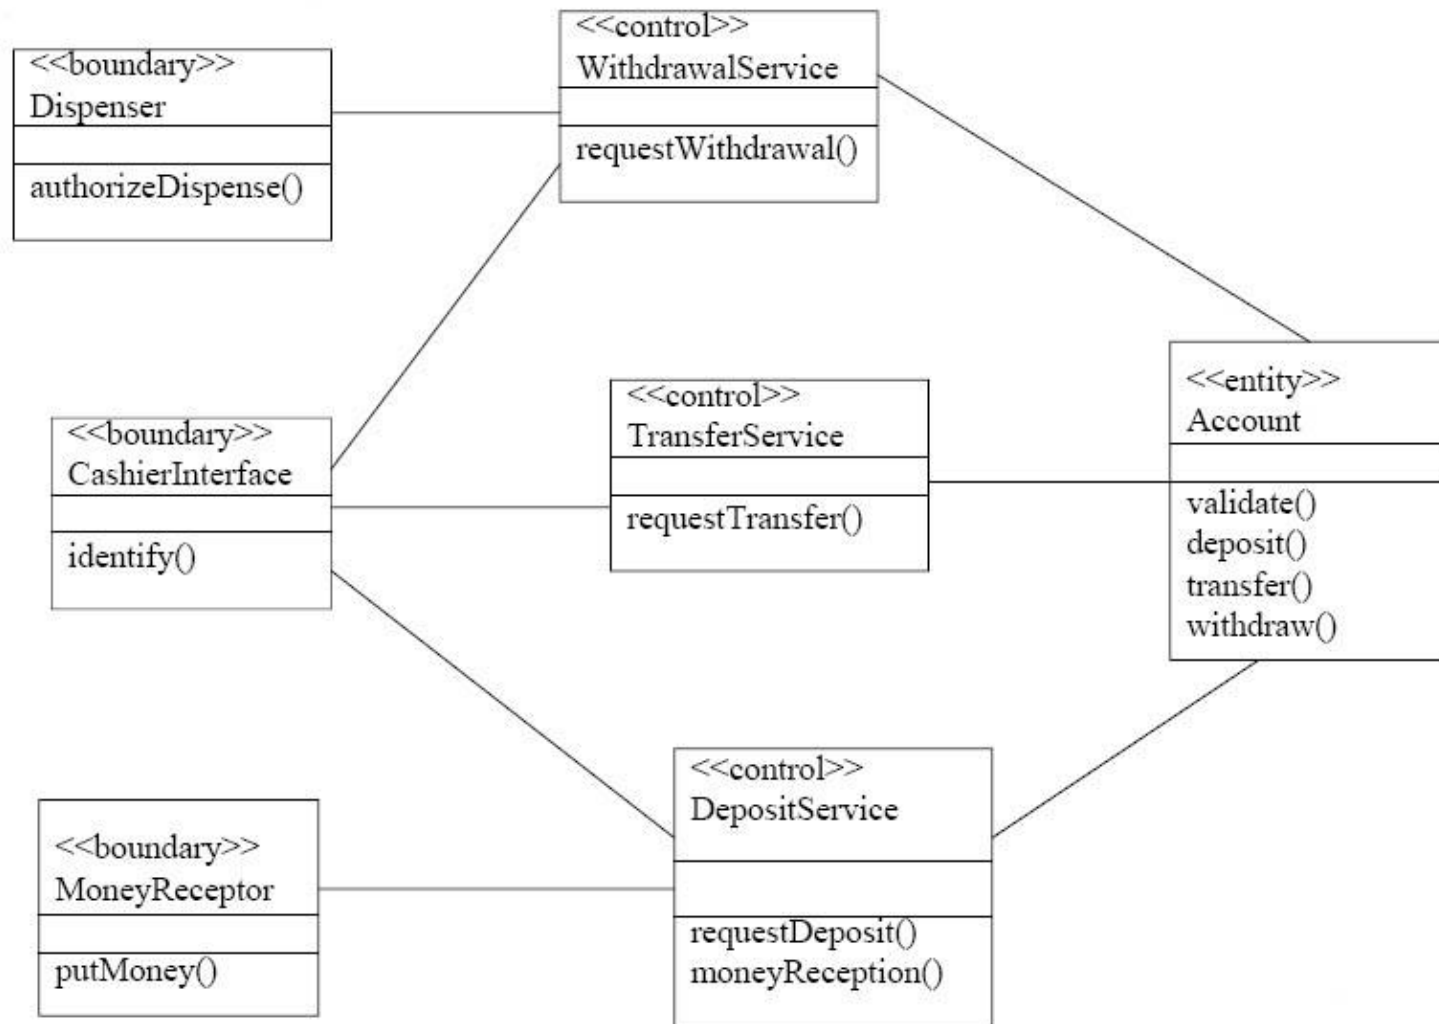 <<boundary>>
Dispenser
authorizeDispense()
<<control>>
WithdrawalService
requestWithdrawal()
<<boundary>>
CashierInterface
identify()
<<control>>
TransferService
requestTransfer()
<<entity>>
Account
validate()
deposit()
transfer()
withdraw()
<<boundary>>
MoneyReceptor
putMoney()
<<control>>
DepositService
requestDeposit()
moneyReception()